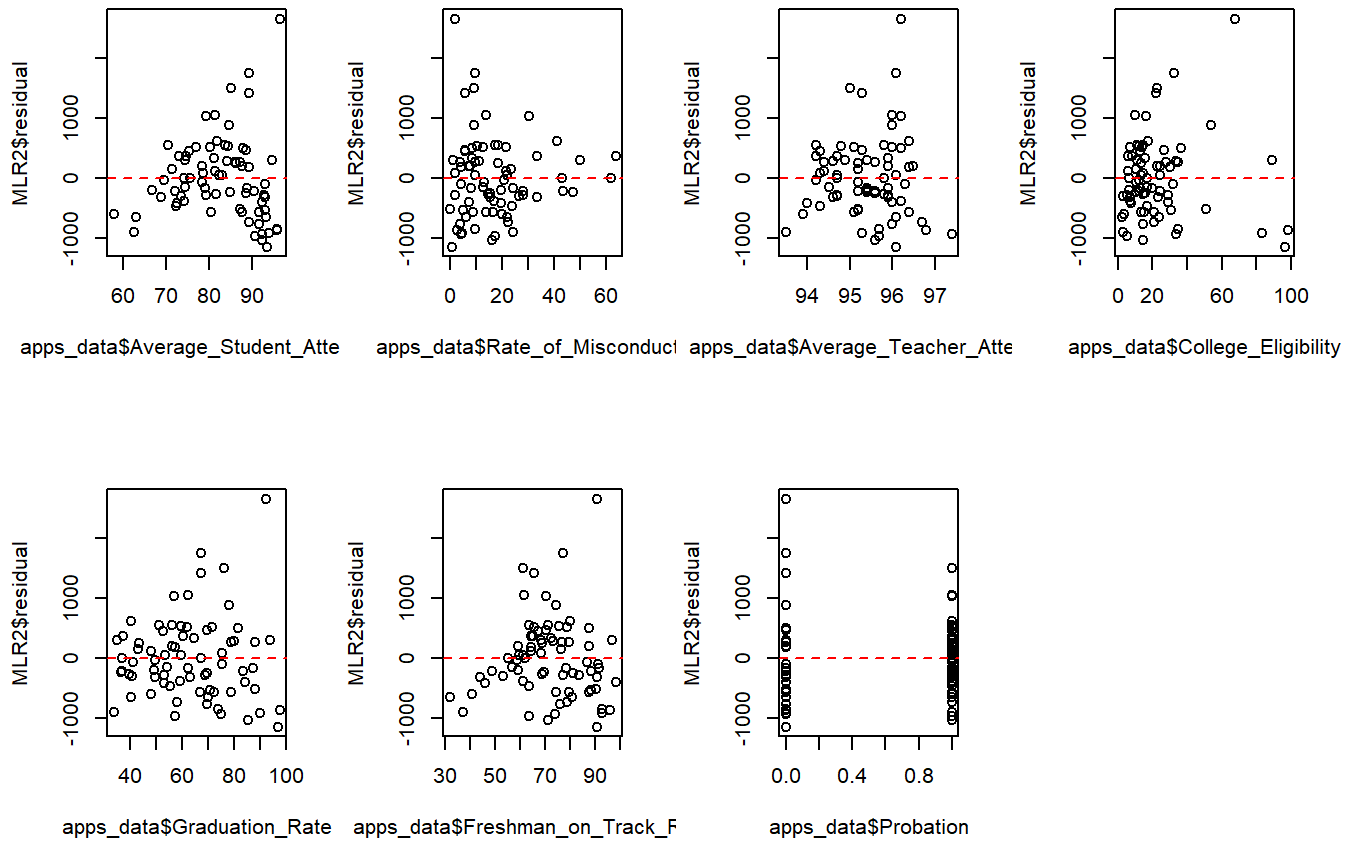 MLR2$residual
-1000 0 1000
60 70 80 90
apps_data$Average_Student_Atte
MLR2$residual
-1000 0 1000
0 20 40 60
apps_data$Rate_of_Misconduct
MLR2$residual
-1000 0 1000
94 95 96 97
apps_data$Average_Teacher_Atte
MLR2$residual
-1000 0 1000
0 20 60 100
apps_data$College_Eligibility
MLR2$residual
-1000 0 1000
40 60 80 100
apps_data$Graduation_Rate
MLR2$residual
-1000 0 1000
30 50 70 90
apps_data$Freshman_on_Track_R
MLR2$residual
-1000 0 1000
0.0 0.4 0.8
apps_data$Probation